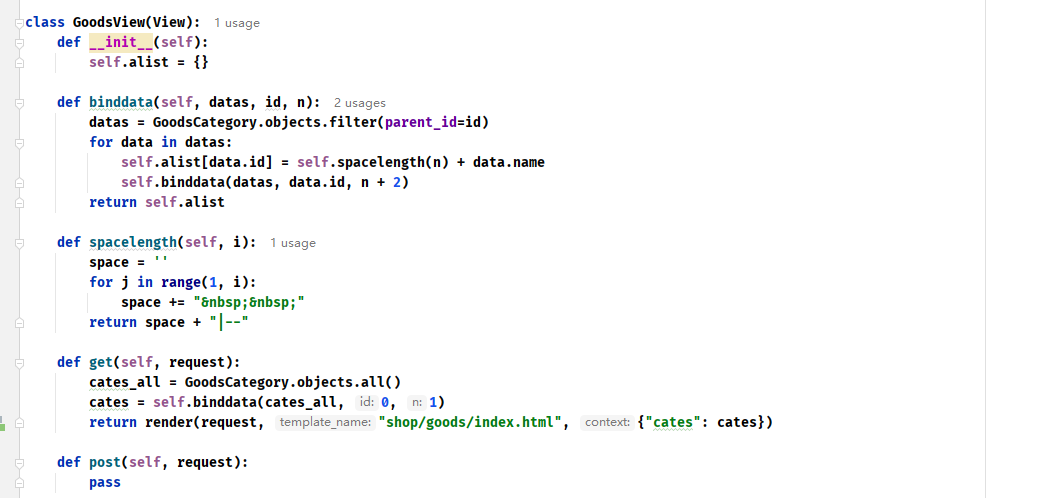 class GoodsView(View): 1 usage
def __init__(self):
self.alist = {}
def binddata(self, datas, id, n): 2 usages
datas = GoodsCategory.objects.filter(parent_id=id)
for data in datas:
self.alist[data.id] = self.spacelength(n) + data.name
self.binddata(datas, data.id, n + 2)
return self.alist
def spacelength(self, i): 1 usage
space = ''
for j in range(1, i):
space += "&nbsp;&nbsp;"
return space + "|--"
def get(self, request):
cates_all = GoodsCategory.objects.all()
cates = self.binddata(cates_all, id: 0, n: 1)
return render(request, template_name: "shop/goods/index.html", context: {"cates": cates})
def post(self, request):
pass